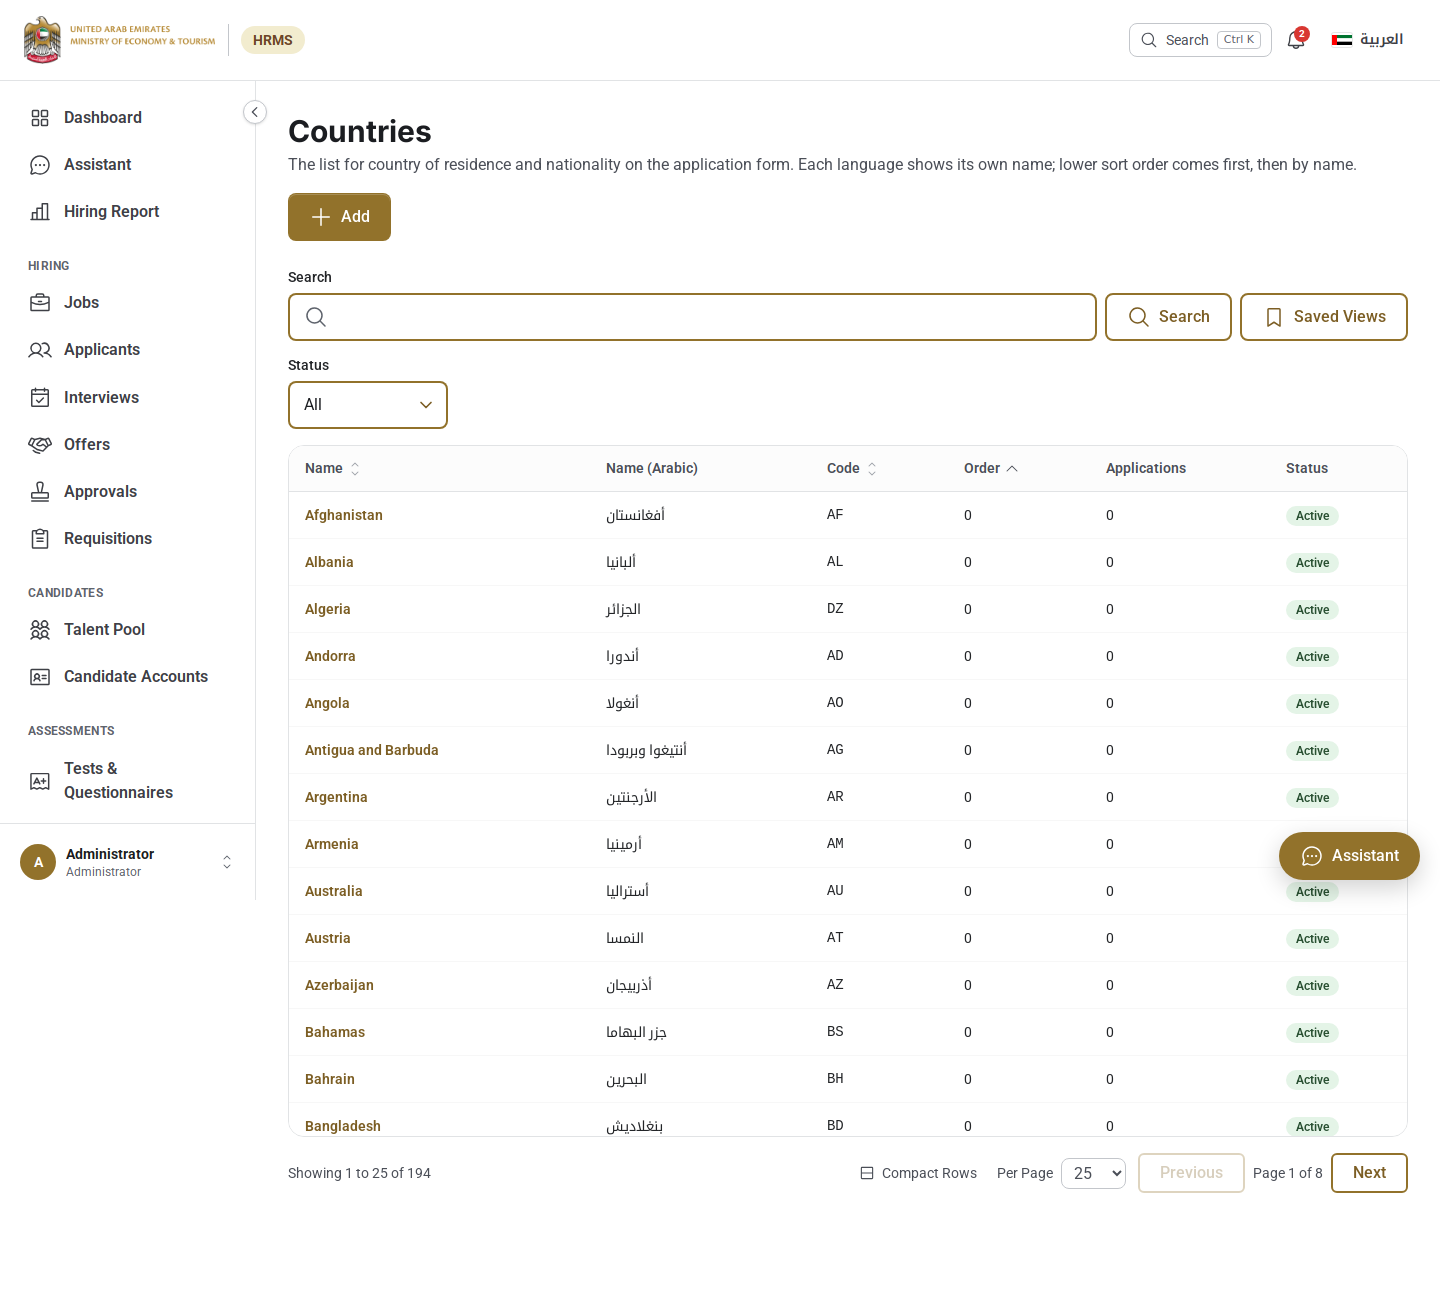 UNITED ARAB EMIRATES
MINISTRY OF ECONOMY & TOURISM
HRMS
Search Ctrl K
2
العربية
Dashboard
Assistant
Hiring Report
HIRING
Jobs
Applicants
Interviews
Offers
Approvals
Requisitions
CANDIDATES
Talent Pool
Candidate Accounts
ASSESSMENTS
Tests &
Questionnaires
A
Administrator
Administrator
Countries
The list for country of residence and nationality on the application form. Each language shows its own name; lower sort order comes first, then by name.
Add
Search
Search
Saved Views
Status
All
Name Name (Arabic) Code Order Applications Status
Afghanistan أفغانستان AF 0 0 Active
Albania ألبانيا AL 0 0 Active
Algeria الجزائر DZ 0 0 Active
Andorra أندورا AD 0 0 Active
Angola أنغولا AO 0 0 Active
Antigua and Barbuda أنتيغوا وبربودا AG 0 0 Active
Argentina الأرجنتين AR 0 0 Active
Armenia أرمينيا AM 0 0
Assistant
Australia أستراليا AU 0 0 Active
Austria النمسا AT 0 0 Active
Azerbaijan أذربيجان AZ 0 0 Active
Bahamas جزر البهاما BS 0 0 Active
Bahrain البحرين BH 0 0 Active
Bangladesh بنغلاديش BD 0 0 Active
Showing 1 to 25 of 194
Compact Rows Per Page 25 Previous Page 1 of 8 Next